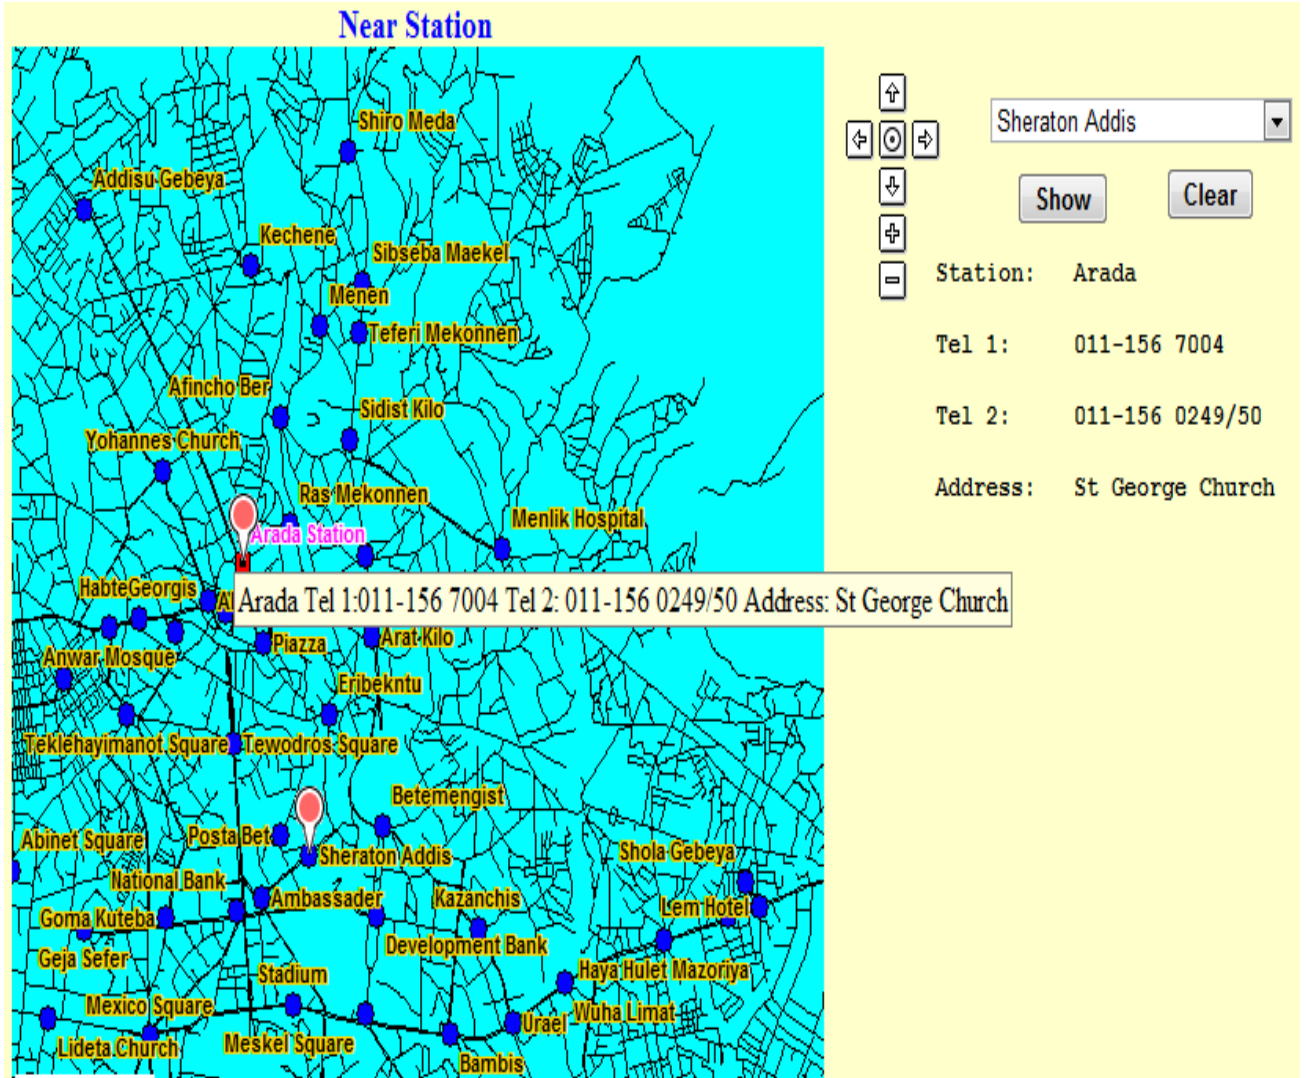 Near Station
Shiro Meda
Addisu Gebeya
Kechene
Sibseba Maekel
Menen
Teferi Mekonnen
Afincho Ber
Sidist Kilo
Yohannes Church
Ras Mekonnen
Menlik Hospital
Arada Station
HabteGeorgis
Arada Tel 1:011-156 7004 Tel 2: 011-156 0249/50 Address: St George Church
Piazza
Arat Kilo
Anwar Mosque
Eribekntu
Teklehayimanot Square
Tewodros Square
Betemengist
Abinet Square
Posta Bet
Sheraton Addis
Shola Gebeya
National Bank
Ambassader
Kazanchis
Lem Hotel
Goma Kuteba
Development Bank
Geja Sefer
Stadium
Haya Hulet Mazoriya
Mexico Square
Wuha Limat
Urael
Lideta Church
Meskel Square
Bambis
Sheraton Addis
Show
Clear
Station: Arada
Tel 1: 011-156 7004
Tel 2: 011-156 0249/50
Address: St George Church